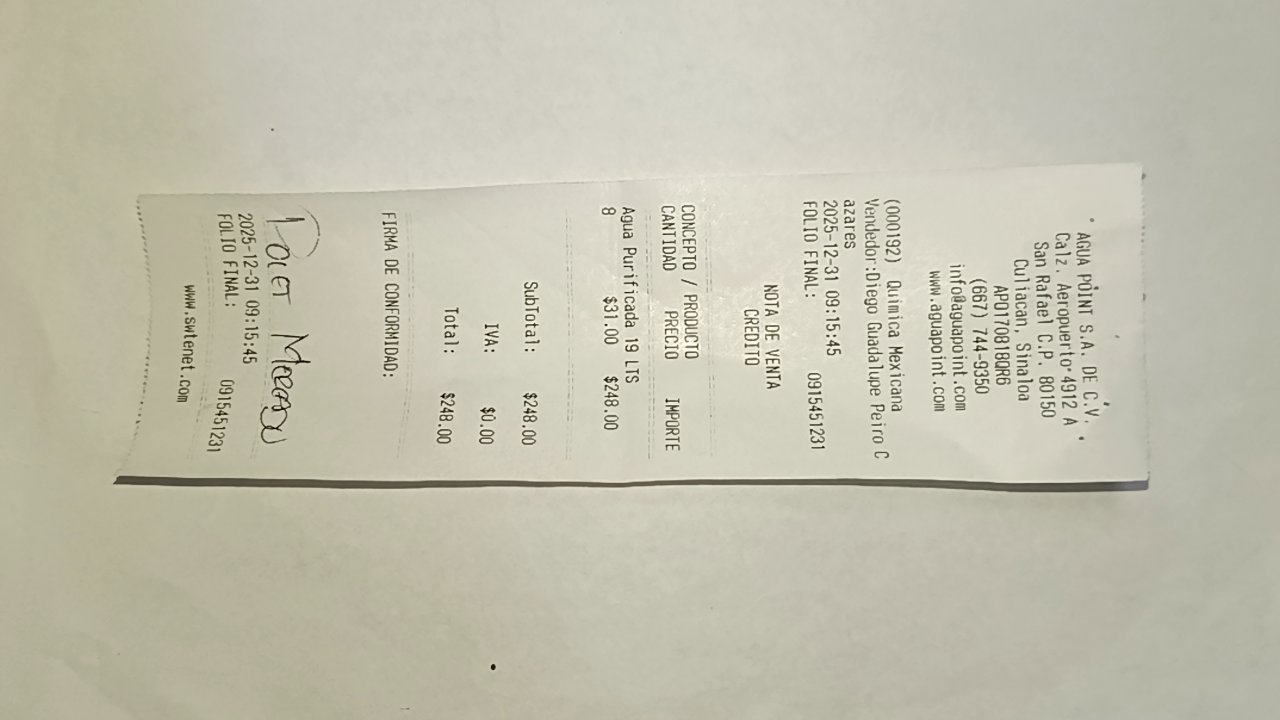 AGUA POINT S.A. DE C.V.
Calz. Aeropuerto 4912 A
San Rafael C.P. 80150
Culiacan, Sinaloa
APO170818QR6
(667) 744-9350
info@aguapoint.com
www.aguapoint.com
(000192) Quimica Mexicana
Vendedor:Diego Guadalupe Peiro C
azares
2025-12-31 09:15:45
FOLIO FINAL: 0915451231
NOTA DE VENTA
CREDITO
CONCEPTO / PRODUCTO
CANTIDAD PRECIO IMPORTE
Agua Purificada 19 LTS
8 $31.00 $248.00
SubTotal: $248.00
IVA: $0.00
Total: $248.00
FIRMA DE CONFORMIDAD:
2025-12-31 09:15:45
FOLIO FINAL: 0915451231
www.swtenet.com